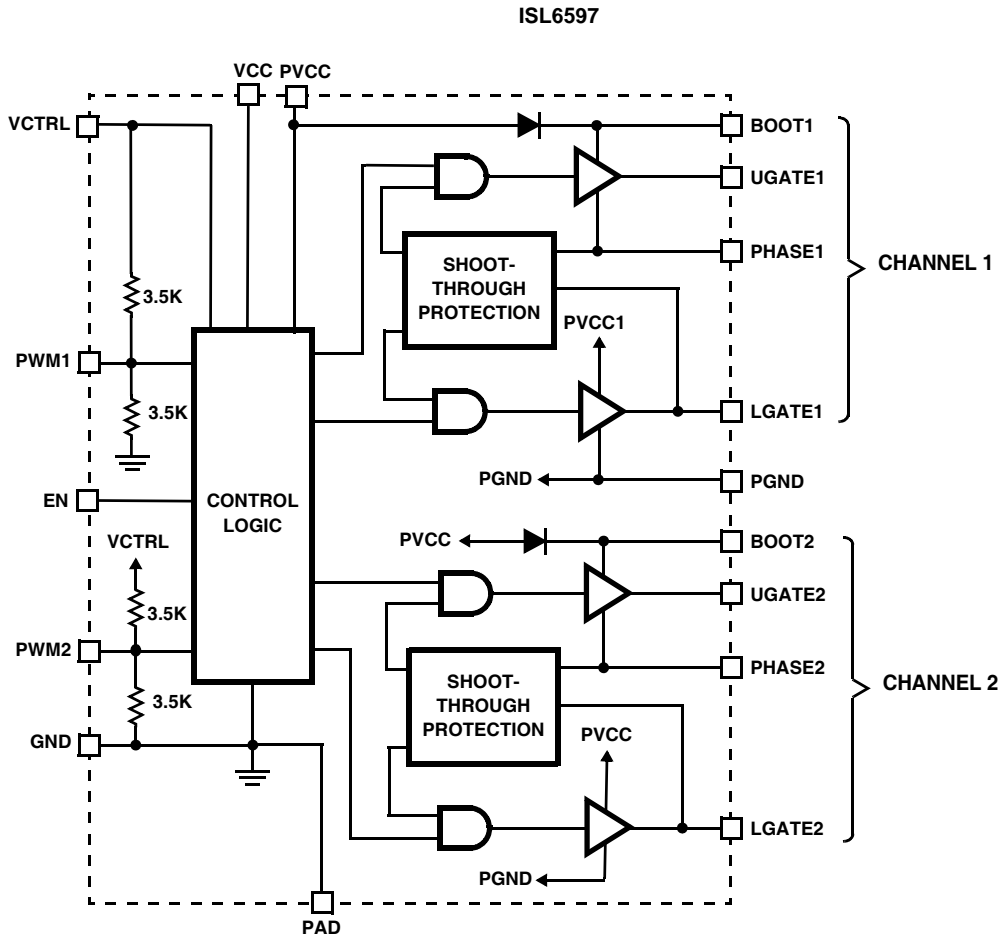 ISL6597
VCC
PVCC
VCTRL
BOOT1
UGATE1
PHASE1
SHOOT-
THROUGH
PROTECTION
CHANNEL 1
3.5K
PVCC1
PWM1
3.5K
LGATE1
PGND
PGND
EN
CONTROL
LOGIC
VCTRL
PVCC
BOOT2
3.5K
UGATE2
PWM2
PHASE2
SHOOT-
THROUGH
PROTECTION
CHANNEL 2
3.5K
GND
PVCC
LGATE2
PGND
PAD